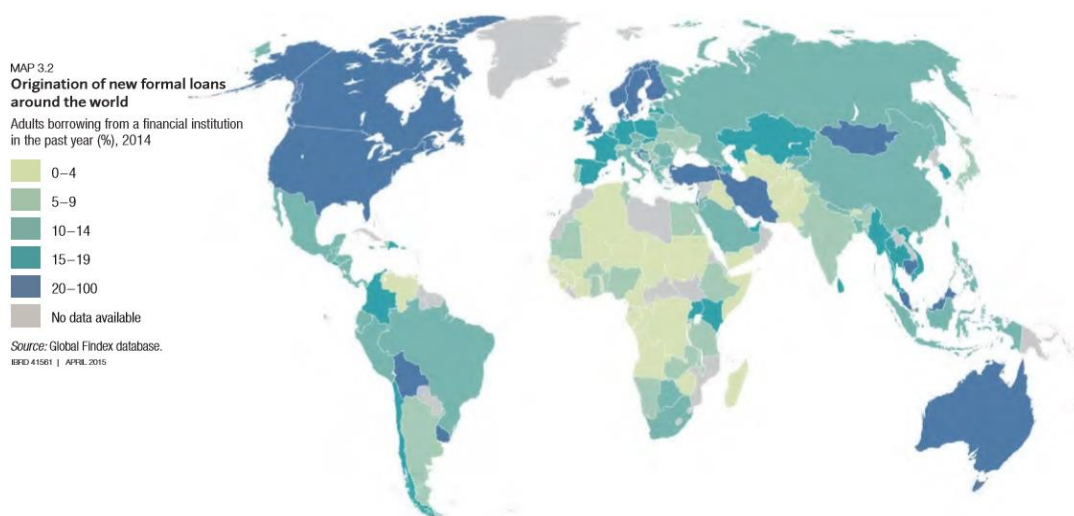 MAP 3.2
Origination of new formal loans
around the world
Adults borrowing from a financial institution
in the past year (%), 2014
0–4
5–9
10–14
15–19
20–100
No data available
Source: Global Findex database.
IBRD 41561 | APRIL 2015